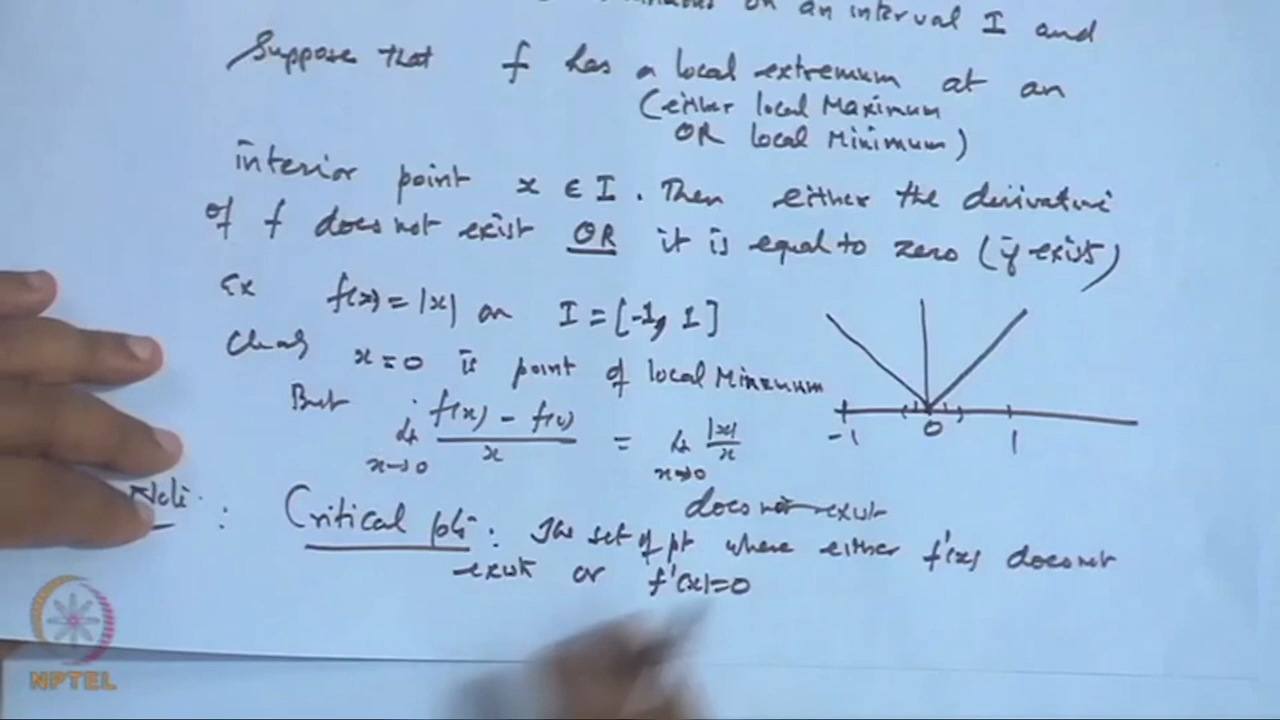 on an interval I and
Suppose that f has a local extremum at an
(either local Maximum
OR local Minimum)
interior point x ∈ I. Then either the derivative
of f does not exist OR it is equal to zero (if exist)
Ex f(x) = |x| on I = [-1, 1]
x = 0 is point of local Minimum
But lim x→0 f(x) - f(0) / x = lim x→0 |x| / x
-1 0 1
does not exist
Note: Critical pts: The set of pt where either f'(x) does not
exist or f'(x)=0
NPTEL